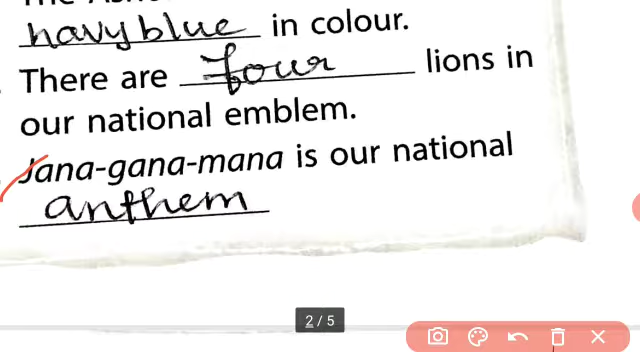 navy blue in colour.
There are four lions in
our national emblem.
Jana-gana-mana is our national
anthem
2 / 5